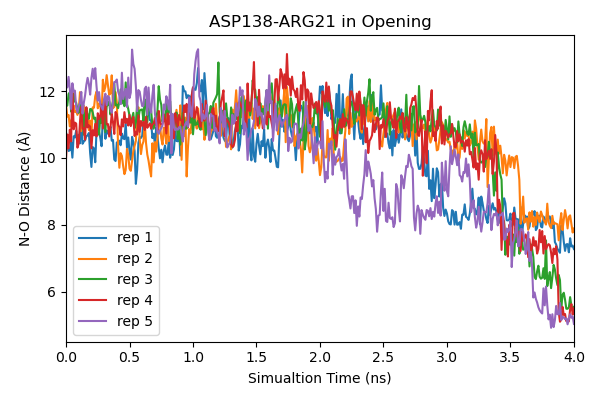 ASP138-ARG21 in Opening
N-O Distance (Å)
12
10
8
6
rep 1
rep 2
rep 3
rep 4
rep 5
0.0 0.5 1.0 1.5 2.0 2.5 3.0 3.5 4.0
Simualtion Time (ns)